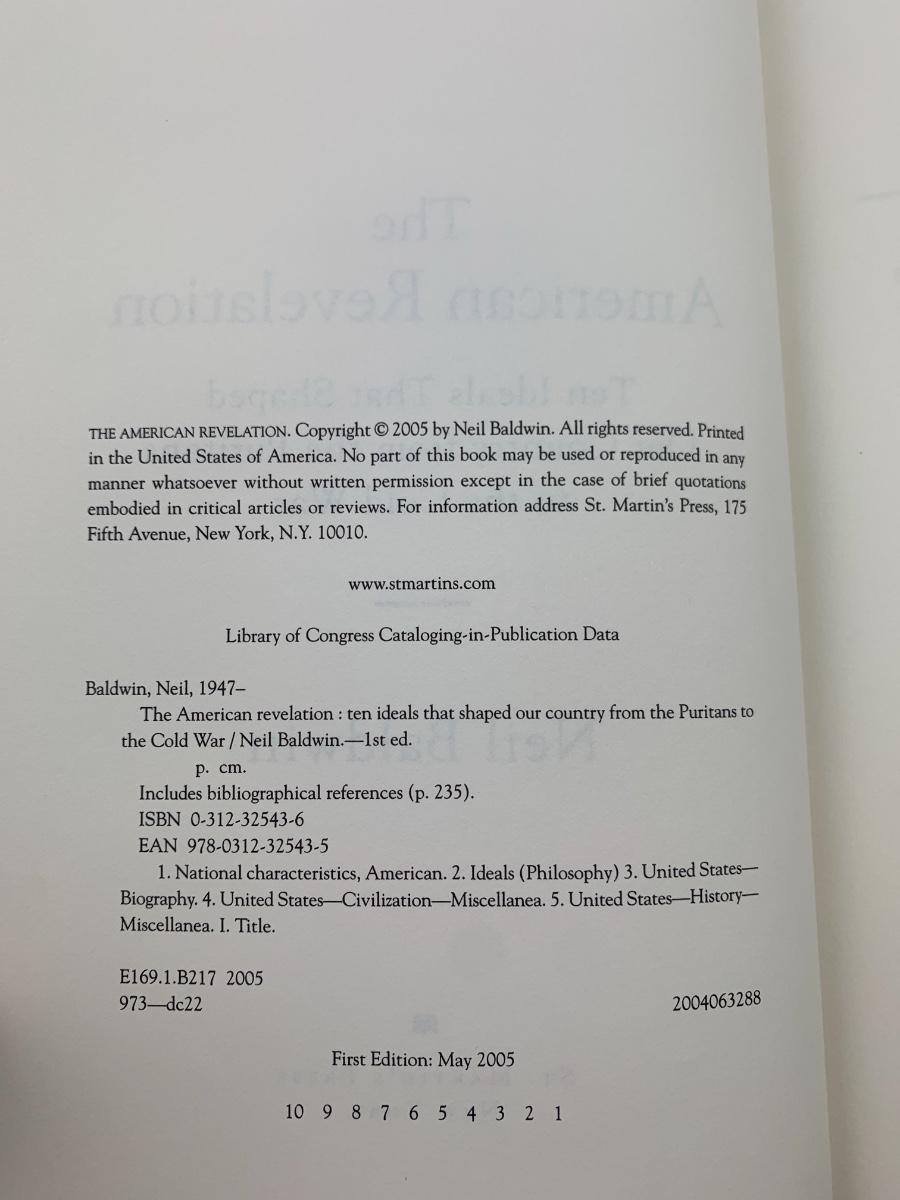 THE AMERICAN REVELATION. Copyright © 2005 by Neil Baldwin. All rights reserved. Printed
in the United States of America. No part of this book may be used or reproduced in any
manner whatsoever without written permission except in the case of brief quotations
embodied in critical articles or reviews. For information address St. Martin's Press, 175
Fifth Avenue, New York, N.Y. 10010.
www.stmartins.com
Library of Congress Cataloging-in-Publication Data
Baldwin, Neil, 1947–
The American revelation : ten ideals that shaped our country from the Puritans to
the Cold War / Neil Baldwin.—1st ed.
p. cm.
Includes bibliographical references (p. 235).
ISBN 0-312-32543-6
EAN 978-0312-32543-5
1. National characteristics, American. 2. Ideals (Philosophy) 3. United States—
Biography. 4. United States—Civilization—Miscellanea. 5. United States—History—
Miscellanea. I. Title.
E169.1.B217 2005
973—dc22 2004063288
First Edition: May 2005
10 9 8 7 6 5 4 3 2 1